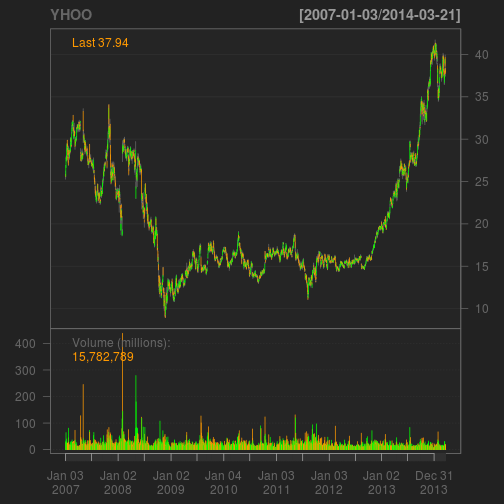 YHOO [2007-01-03/2014-03-21]
Last 37.94
40
35
30
25
20
15
10
Volume (millions):
15,782,789
400
300
200
100
0
Jan 03 Jan 02 Jan 02 Jan 04 Jan 03 Jan 03 Jan 02 Dec 31
2007 2008 2009 2010 2011 2012 2013 2013